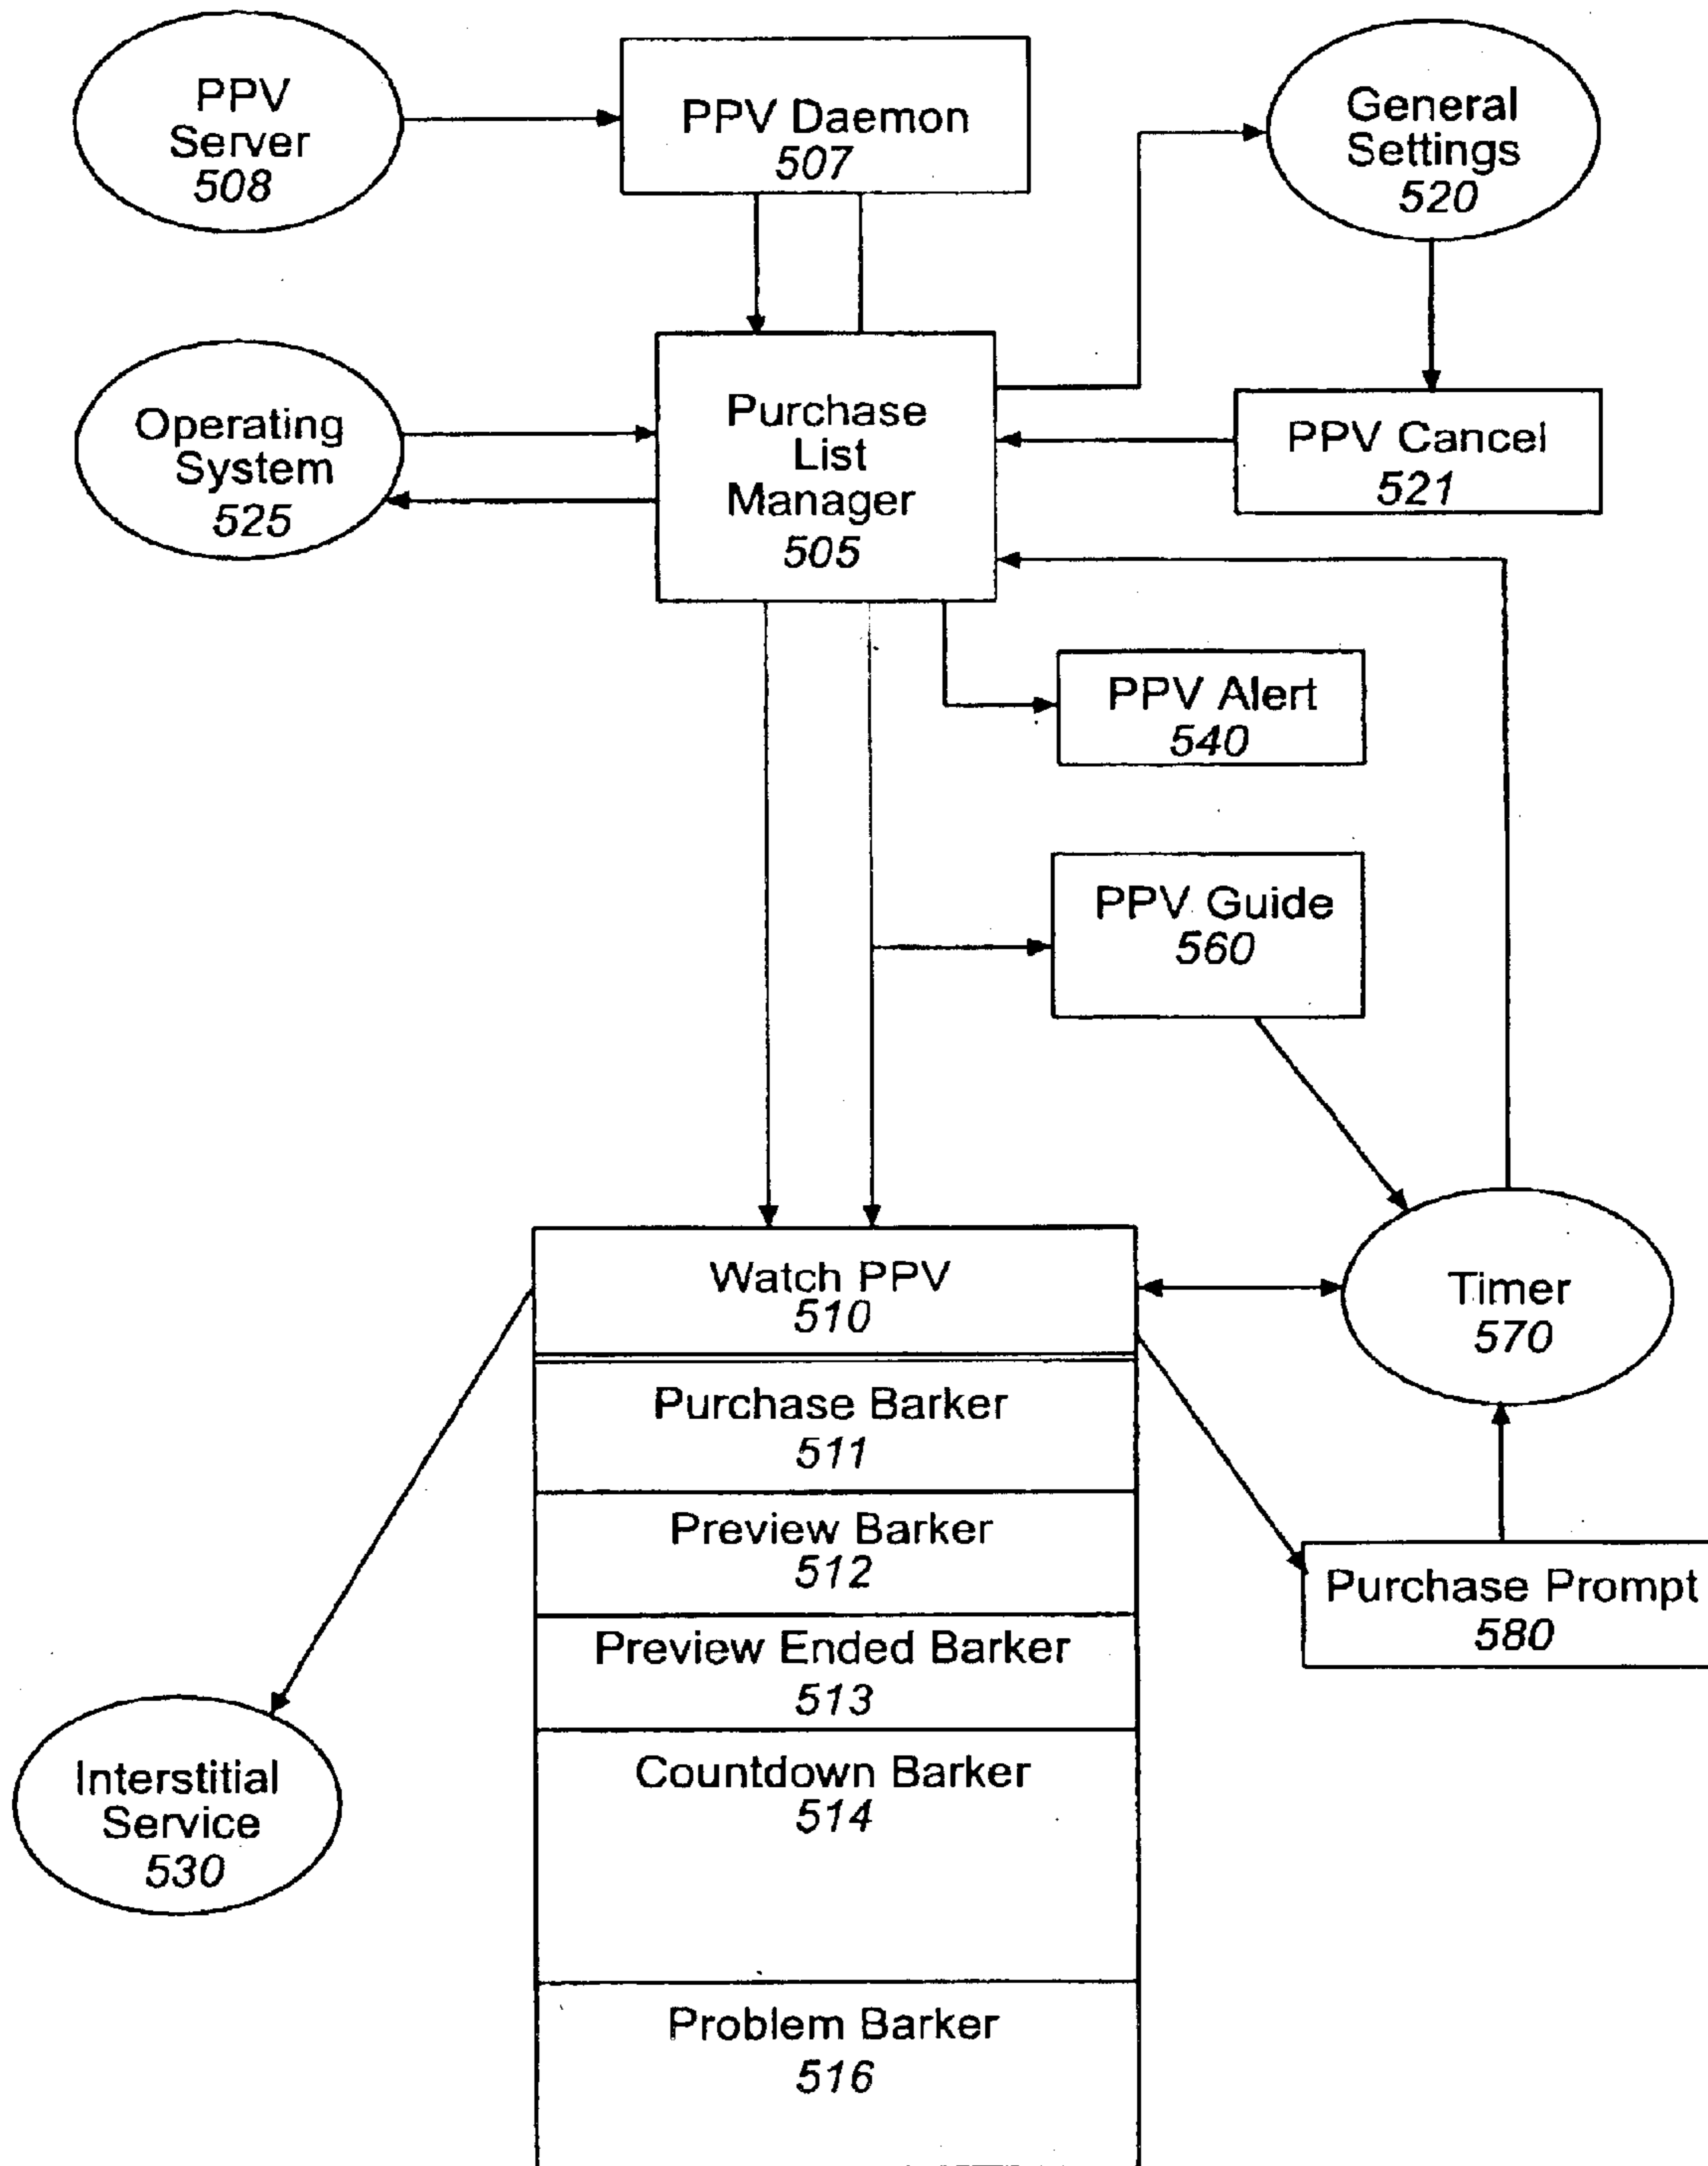 PPV
Server
508
PPV Daemon
507
General
Settings
520
Operating
System
525
Purchase
List
Manager
505
PPV Cancel
521
PPV Alert
540
PPV Guide
560
Watch PPV
510
Timer
570
Purchase Barker
511
Preview Barker
512
Purchase Prompt
580
Preview Ended Barker
513
Interstitial
Service
530
Countdown Barker
514
Problem Barker
516